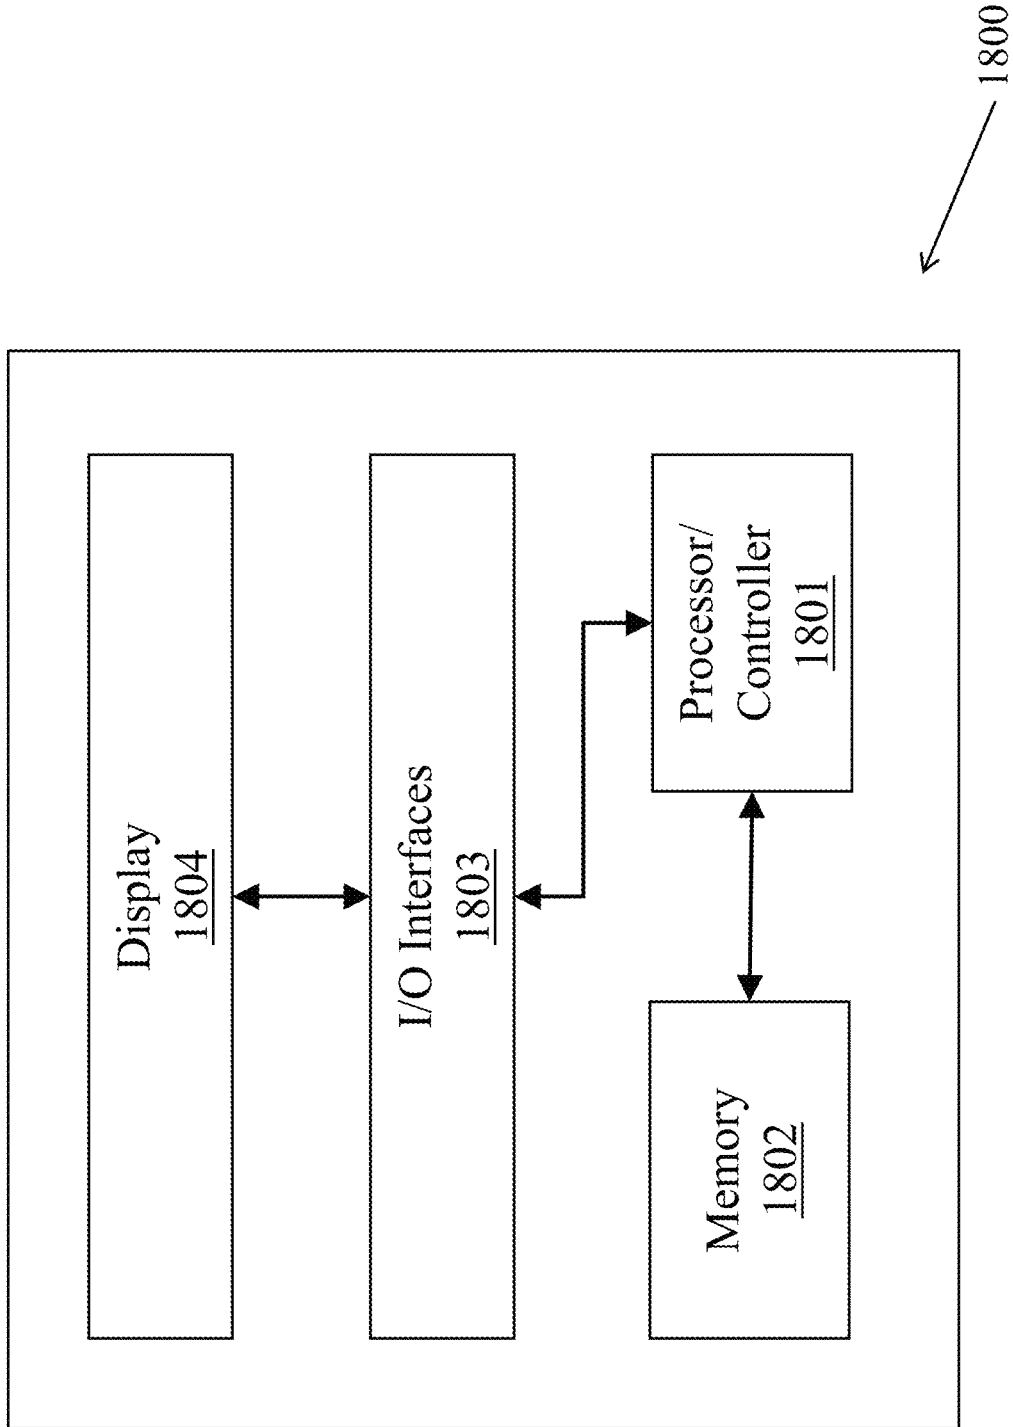 1800
Display
1804
I/O Interfaces
1803
Memory
1802
Processor/
Controller
1801